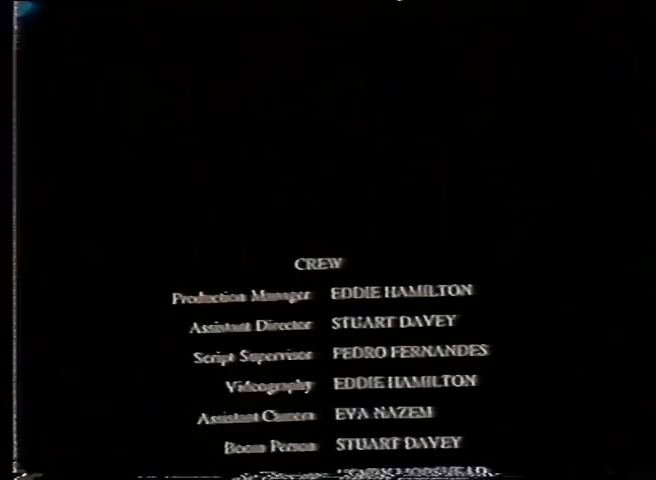 CREW
Production Manager EDDIE HAMILTON
Assistant Director STUART DAVEY
Script Supervisor PEDRO FERNANDES
Videography EDDIE HAMILTON
Assistant Camera EVA NAZEM
Boom Person STUART DAVEY